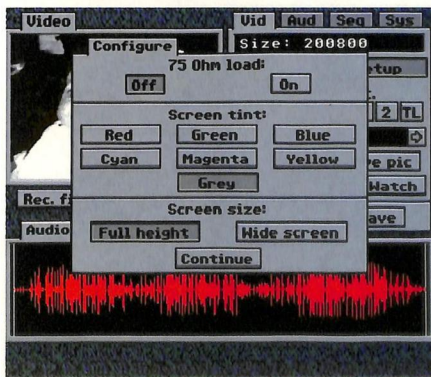 Video
Vid Aud Seq Sys
Size: 200800
Configure
75 Ohm load:
Off On
Screen tint:
Red Green Blue
Cyan Magenta Yellow
Grey
Screen size:
Full height Wide screen
Continue
2 TL
pic
Watch
Rec.
Audio